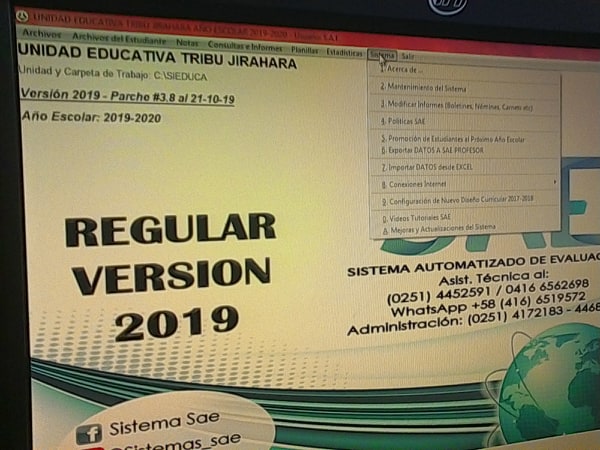 UNIDAD EDUCATIVA TRIBU JIRAHARA AÑO ESCOLAR 2019-2020 - Usuario: S.A.E
Archivos Archivos del Estudiante Notas Consultas e Informes Planillas Estadísticas Sistema Salir
UNIDAD EDUCATIVA TRIBU JIRAHARA
Unidad y Carpeta de Trabajo: C:\SIEDUCA
Versión 2019 - Parche #3.8 al 21-10-19
Año Escolar: 2019-2020
1. Acerca de ...
2. Mantenimiento del Sistema
3. Modificar Informes (Boletines, Nóminas, Carnets etc)
4. Políticas SAE
5. Promoción de Estudiantes al Próximo Año Escolar
6. Exportar DATOS A SAE PROFESOR
7. Importar DATOS desde EXCEL
8. Conexiones Internet
9. Configuración de Nuevo Diseño Curricular 2017-2018
0. Videos Tutoriales SAE
A. Mejoras y Actualizaciones del Sistema
REGULAR
VERSION
2019
SAE
SISTEMA AUTOMATIZADO DE EVALUAC
Asist. Técnica al:
(0251) 4452591 / 0416 6562698
WhatsApp +58 (416) 6519572
Administración: (0251) 4172183 - 4468
Sistema Sae
@Sistemas_sae